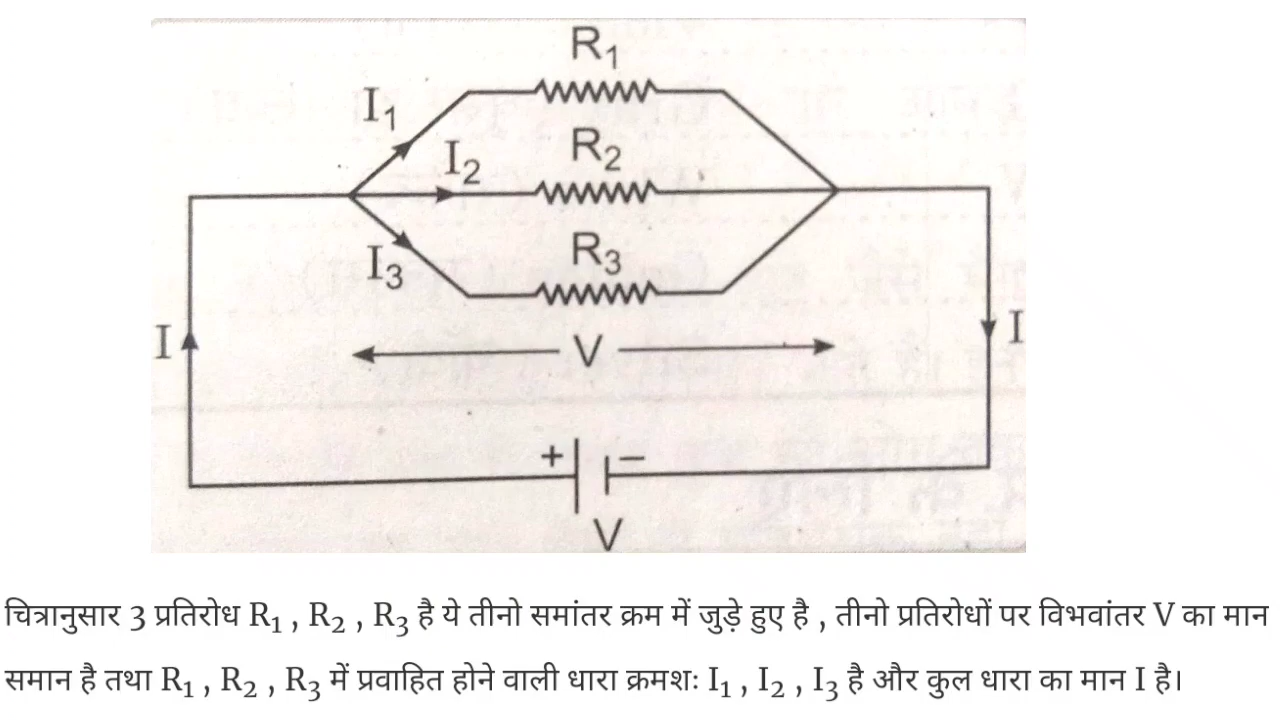 R₁
I₁
I₂
R₂
I₃
R₃
I
V
I
+
−
V
चित्रानुसार 3 प्रतिरोध R₁ , R₂ , R₃ है ये तीनो समांतर क्रम में जुड़े हुए है , तीनो प्रतिरोधों पर विभवांतर V का मान
समान है तथा R₁ , R₂ , R₃ में प्रवाहित होने वाली धारा क्रमशः I₁ , I₂ , I₃ है और कुल धारा का मान I है।